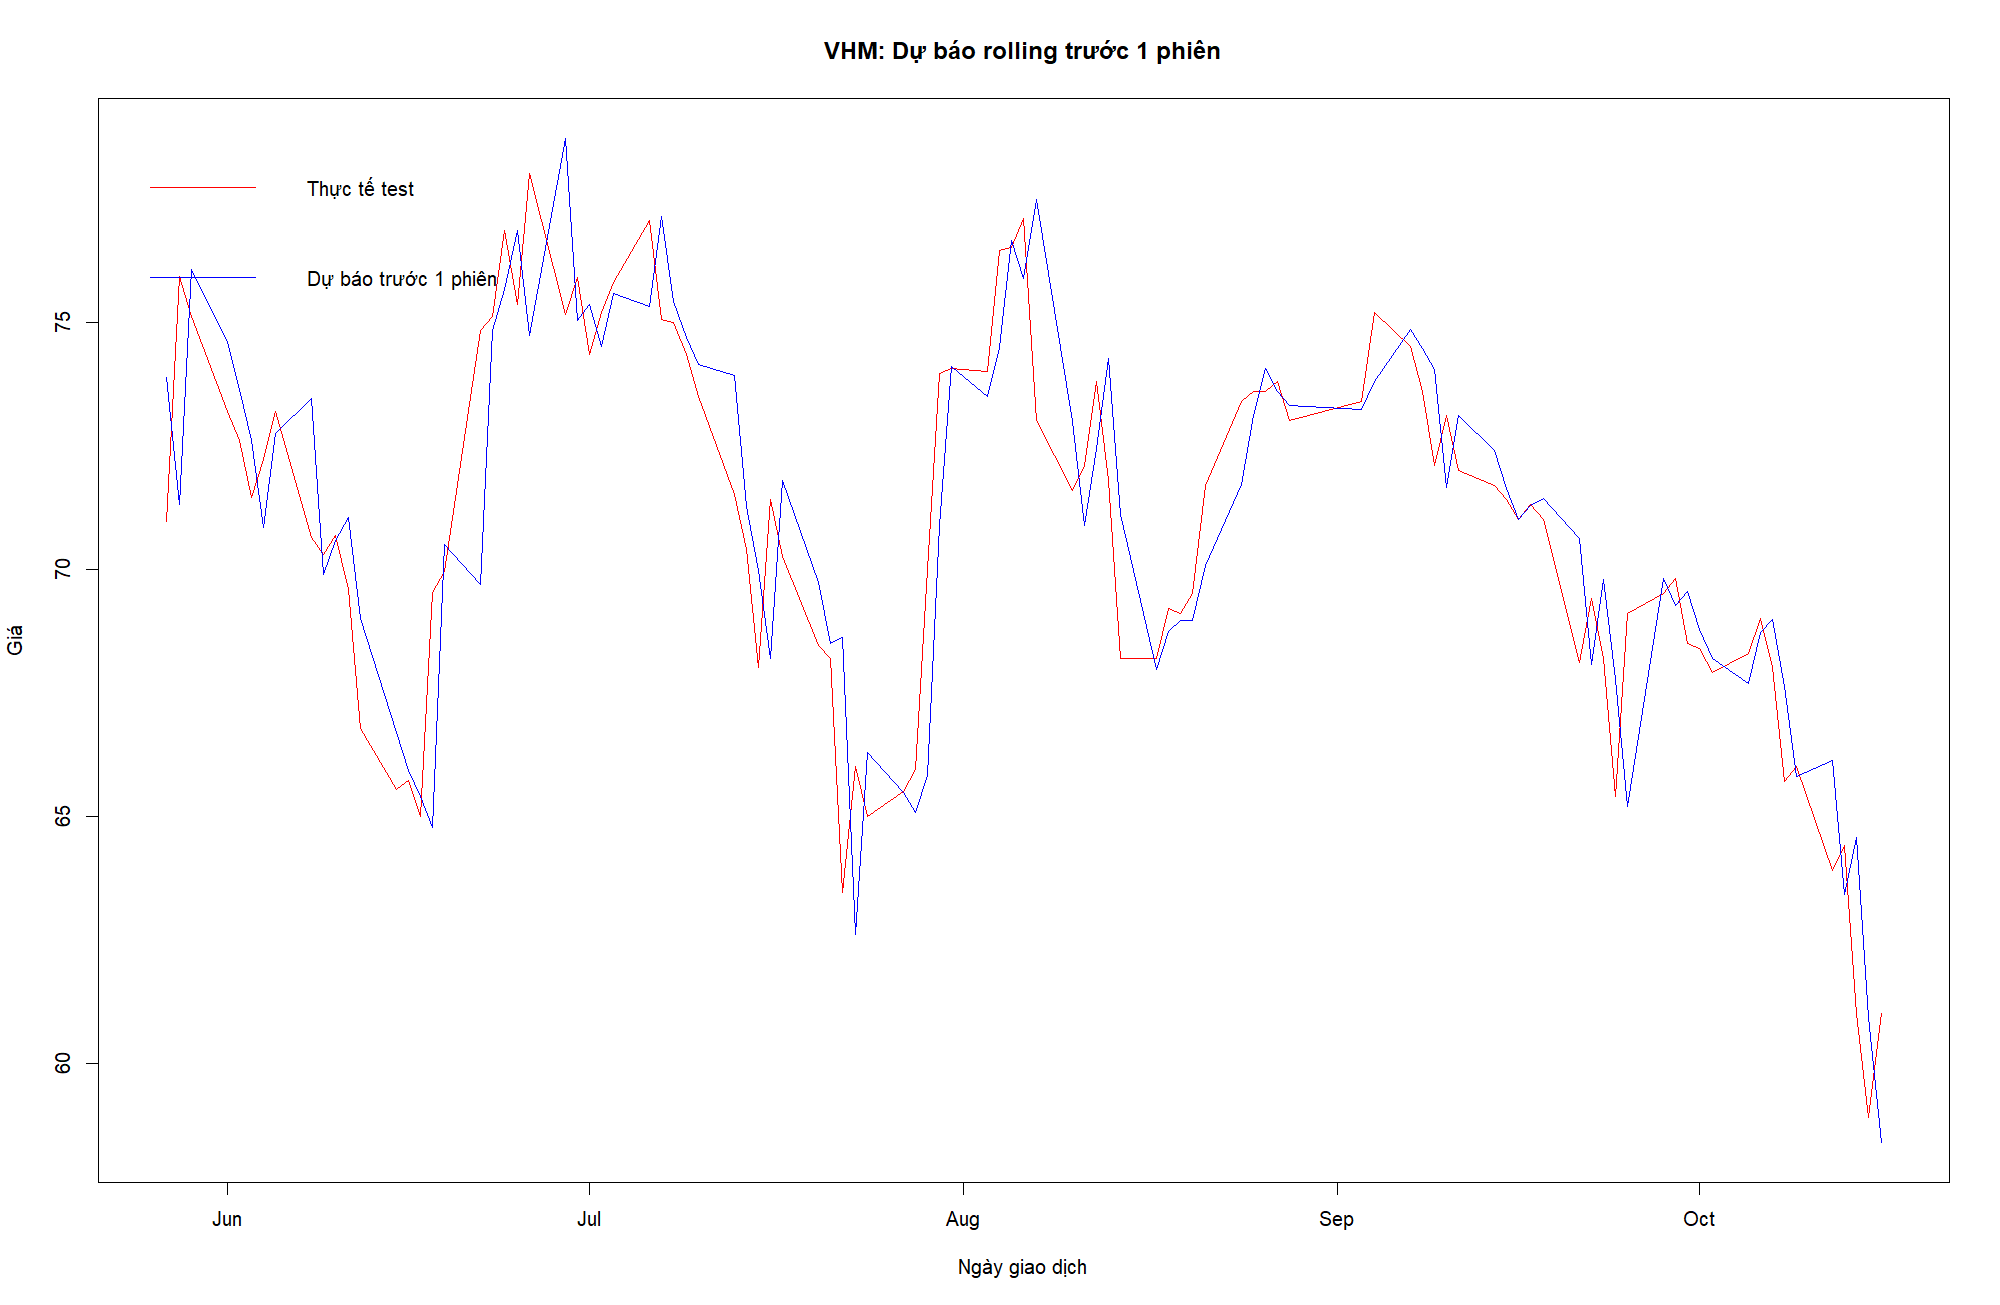 VHM: Dự báo rolling trước 1 phiên
Thực tế test
Dự báo trước 1 phiên
75
70
65
60
Giá
Jun Jul Aug Sep Oct
Ngày giao dịch